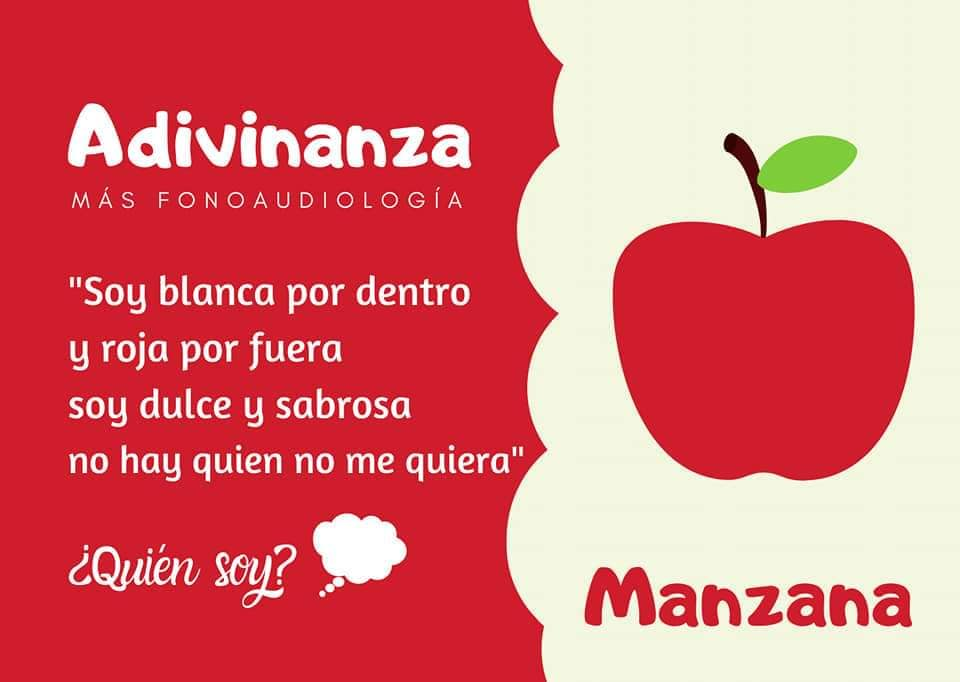 Adivinanza
MÁS FONOAUDIOLOGÍA
"Soy blanca por dentro
y roja por fuera
soy dulce y sabrosa
no hay quien no me quiera"
¿Quién soy?
Manzana